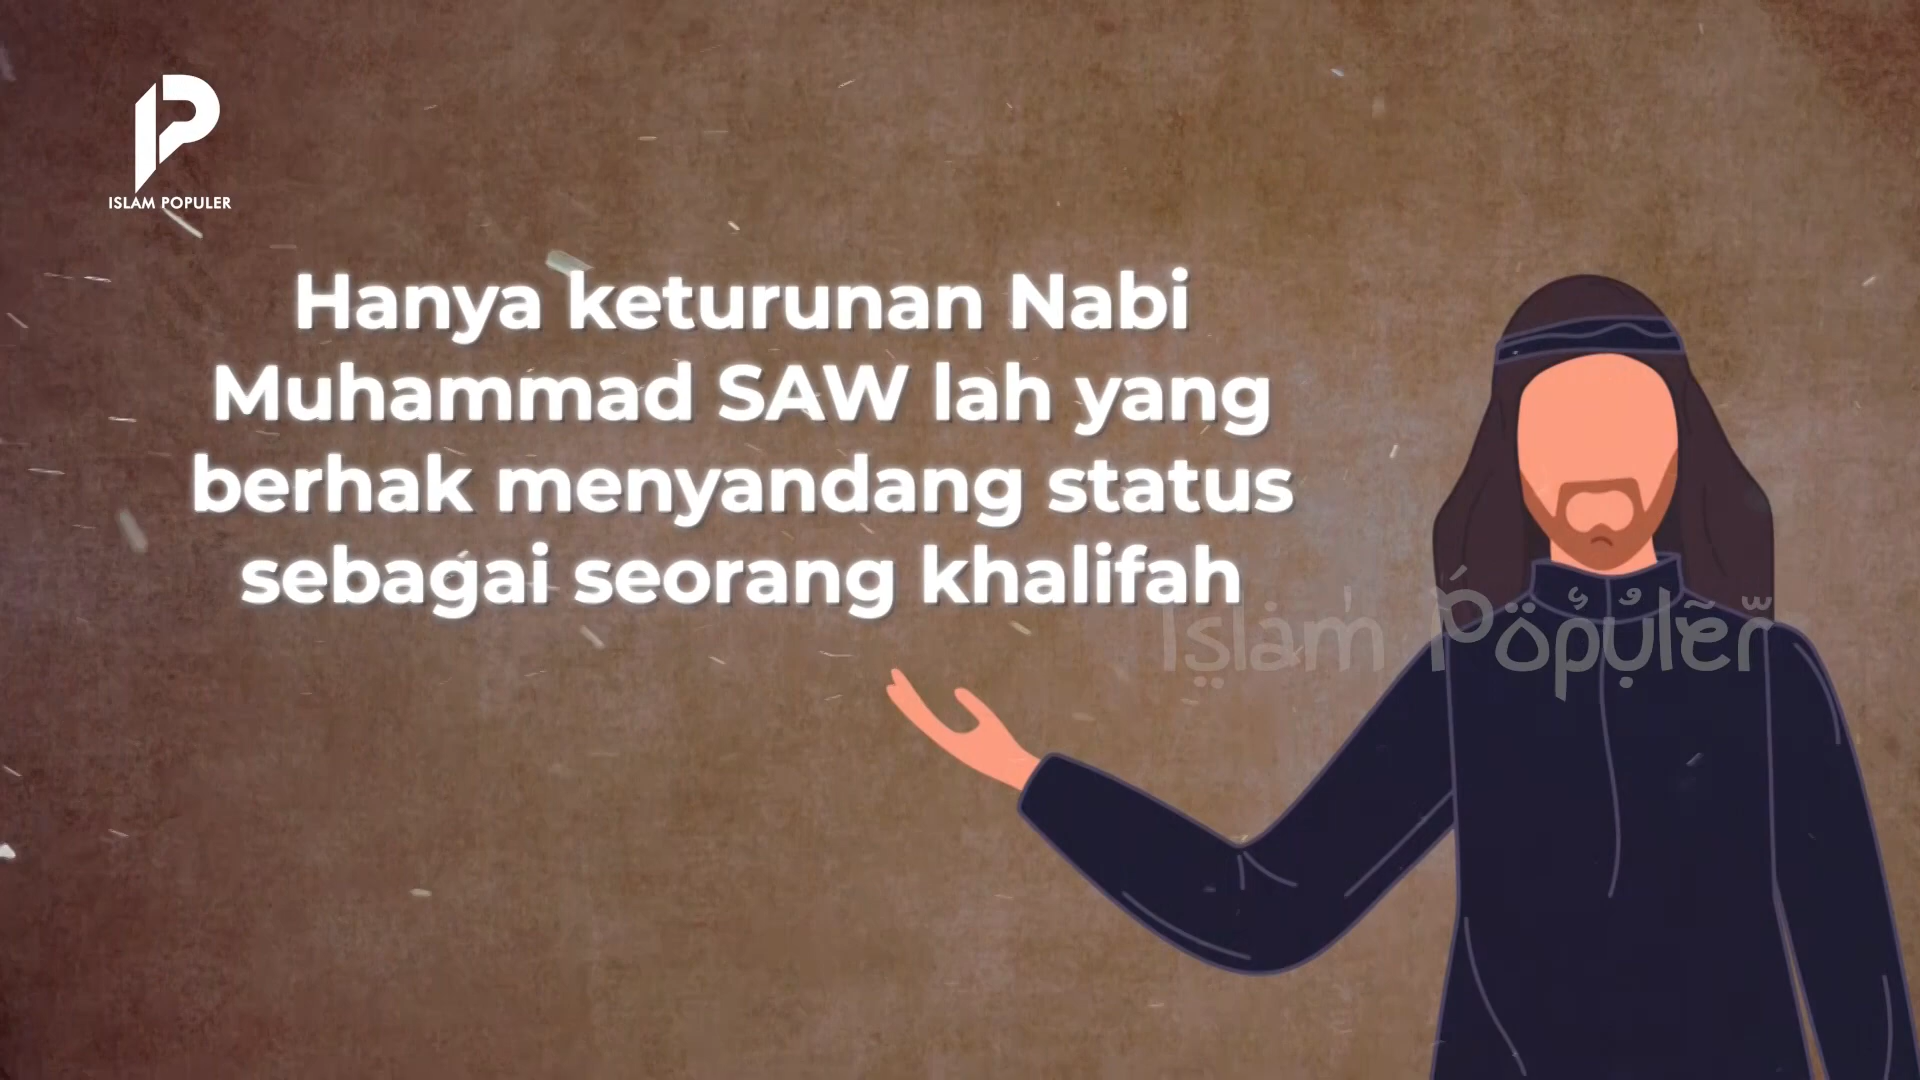 ISLAM POPULER
Hanya keturunan Nabi
Muhammad SAW lah yang
berhak menyandang status
sebagai seorang khalifah
Islam Populer